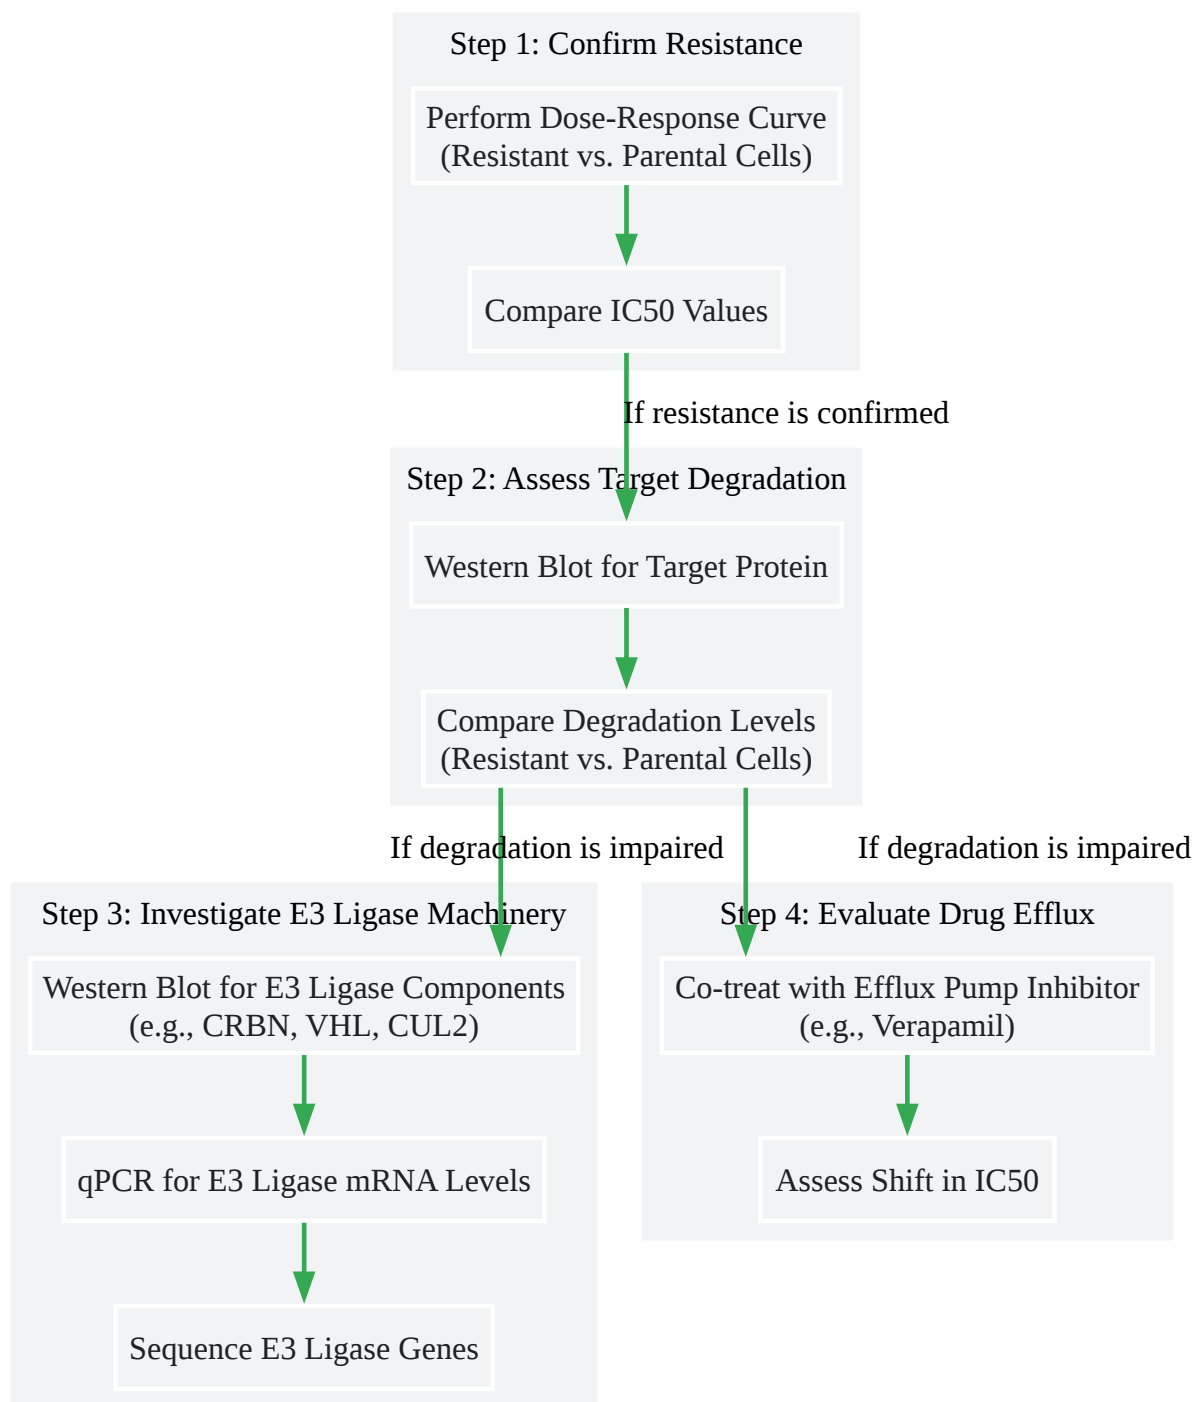 Step 1: Confirm Resistance
Perform Dose-Response Curve
(Resistant vs. Parental Cells)
Compare IC50 Values
If resistance is confirmed
Step 2: Assess Target Degradation
Western Blot for Target Protein
Compare Degradation Levels
(Resistant vs. Parental Cells)
If degradation is impaired
If degradation is impaired
Step 3: Investigate E3 Ligase Machinery
Western Blot for E3 Ligase Components
(e.g., CRBN, VHL, CUL2)
qPCR for E3 Ligase mRNA Levels
Sequence E3 Ligase Genes
Step 4: Evaluate Drug Efflux
Co-treat with Efflux Pump Inhibitor
(e.g., Verapamil)
Assess Shift in IC50